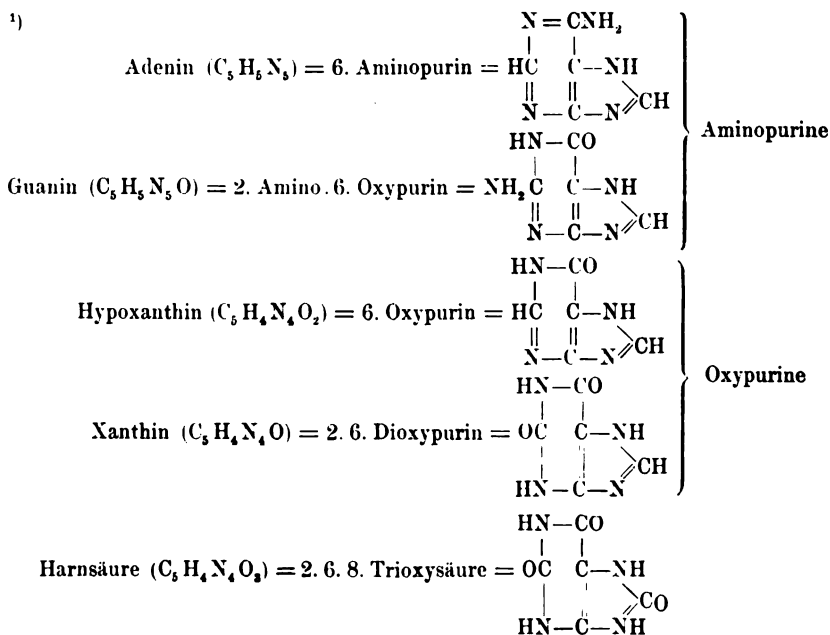 ¹)
N=CNH₂
Adenin (C₅H₅N₅) = 6. Aminopurin = HC C—NH
CH
N—C—N
Aminopurine
HN—CO
Guanin (C₅H₅N₅O) = 2. Amino.6. Oxypurin = NH₂C C—NH
CH
N—C—N
HN—CO
Hypoxanthin (C₅H₄N₄O₂) = 6. Oxypurin = HC C—NH
CH
N—C—N
Oxypurine
HN—CO
Xanthin (C₅H₄N₄O) = 2. 6. Dioxypurin = OC C—NH
CH
HN—C—N
HN—CO
Harnsäure (C₅H₄N₄O₃) = 2. 6. 8. Trioxysäure = OC C—NH
CO
HN—C—NH